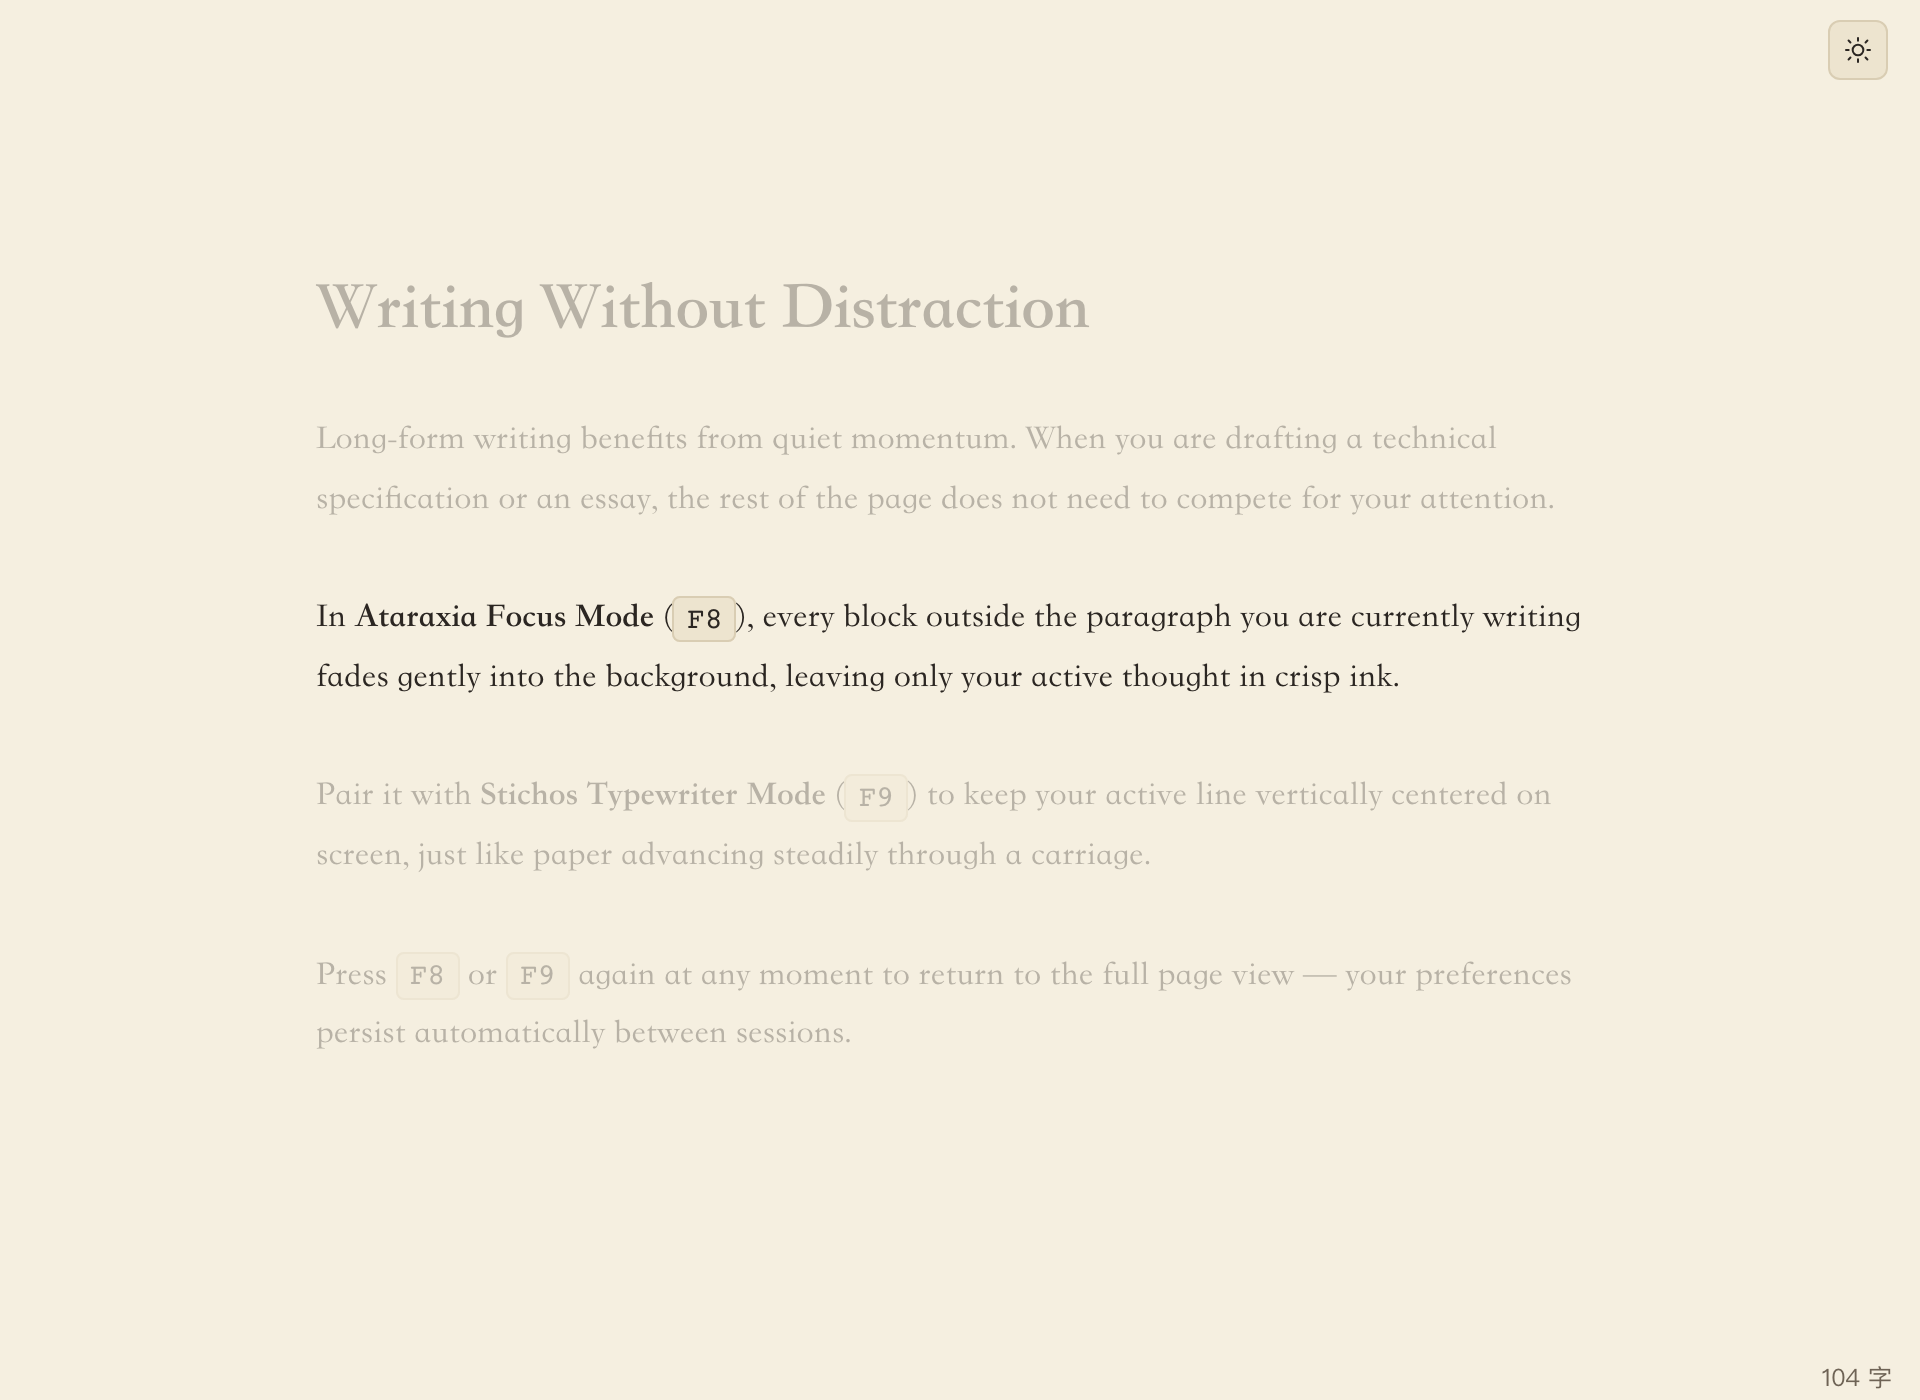 Writing Without Distraction
Long-form writing benefits from quiet momentum. When you are drafting a technical
specification or an essay, the rest of the page does not need to compete for your attention.
In Ataraxia Focus Mode (F8), every block outside the paragraph you are currently writing
fades gently into the background, leaving only your active thought in crisp ink.
Pair it with Stichos Typewriter Mode (F9) to keep your active line vertically centered on
screen, just like paper advancing steadily through a carriage.
Press F8 or F9 again at any moment to return to the full page view — your preferences
persist automatically between sessions.
104 字